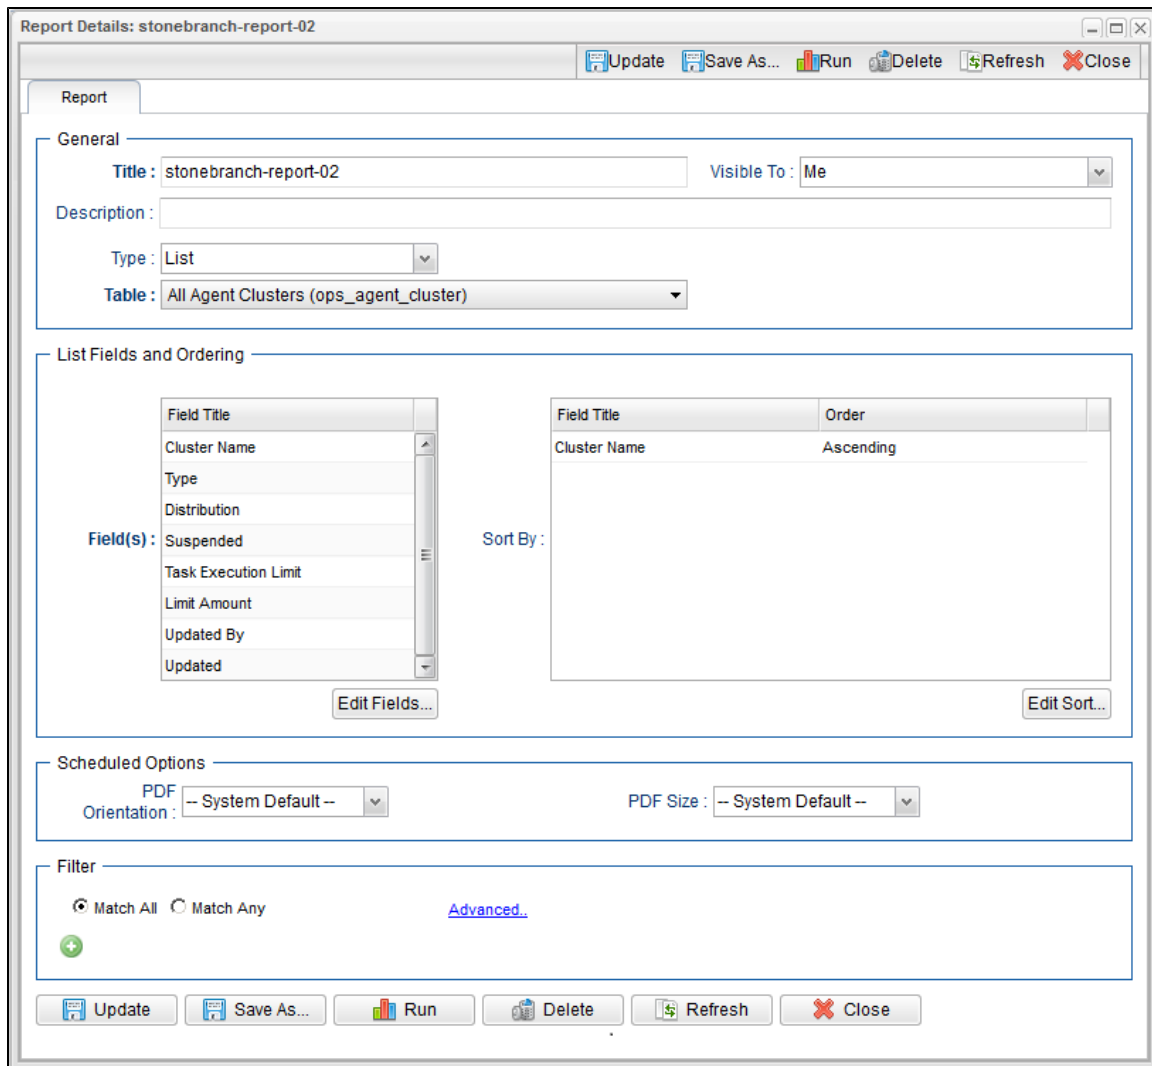 Report Details: stonebranch-report-02
Update Save As... Run Delete Refresh Close
Report
General
Title : stonebranch-report-02 Visible To : Me
Description :
Type : List
Table : All Agent Clusters (ops_agent_cluster)
List Fields and Ordering
Field Title Field Title Order
Cluster Name Cluster Name Ascending
Type
Distribution
Field(s) : Suspended Sort By :
Task Execution Limit
Limit Amount
Updated By
Updated
Edit Fields... Edit Sort...
Scheduled Options
PDF
Orientation : -- System Default -- PDF Size : -- System Default --
Filter
Match All Match Any Advanced..
Update Save As... Run Delete Refresh Close